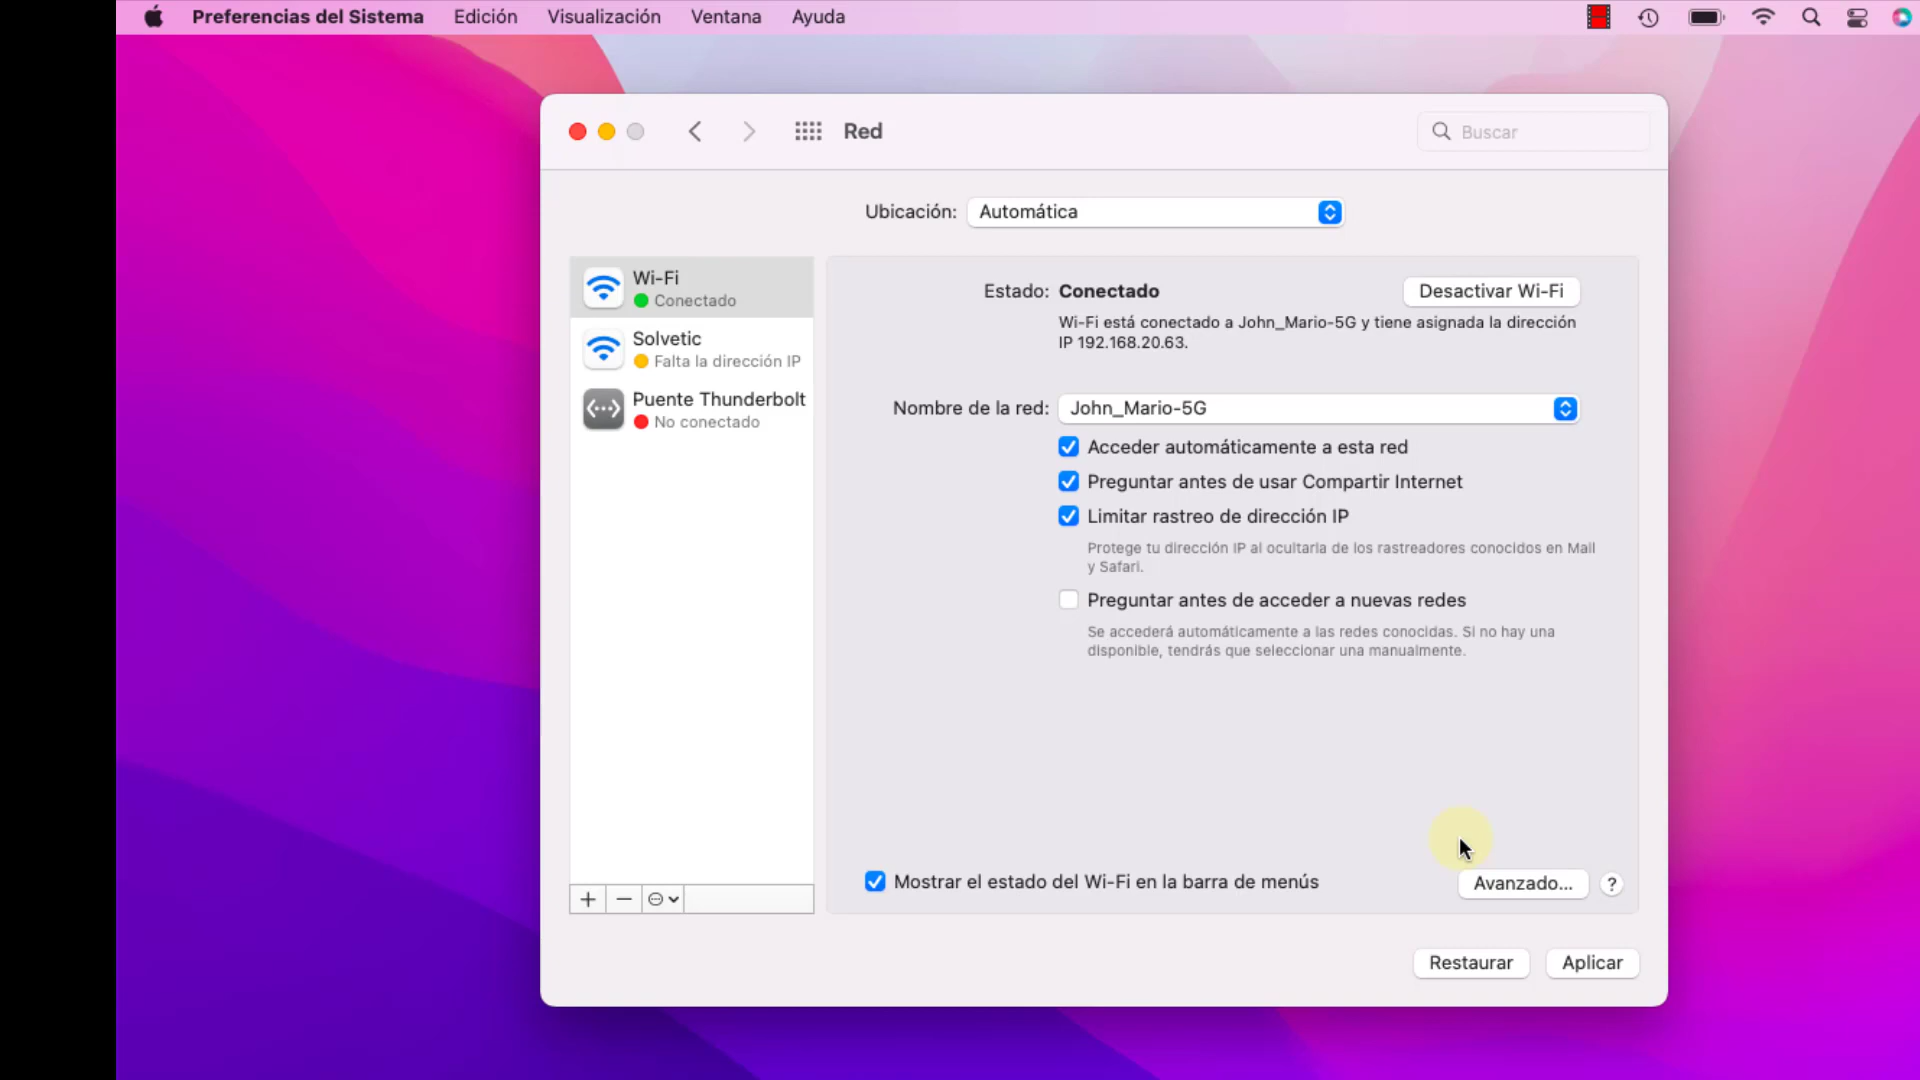 Preferencias del Sistema Edición Visualización Ventana Ayuda
Red
Buscar
Ubicación: Automática
Wi-Fi
Conectado
Solvetic
Falta la dirección IP
Puente Thunderbolt
No conectado
Estado: Conectado
Desactivar Wi-Fi
Wi-Fi está conectado a John_Mario-5G y tiene asignada la dirección
IP 192.168.20.63.
Nombre de la red: John_Mario-5G
Acceder automáticamente a esta red
Preguntar antes de usar Compartir Internet
Limitar rastreo de dirección IP
Protege tu dirección IP al ocultarla de los rastreadores conocidos en Mail
y Safari.
Preguntar antes de acceder a nuevas redes
Se accederá automáticamente a las redes conocidas. Si no hay una
disponible, tendrás que seleccionar una manualmente.
Mostrar el estado del Wi-Fi en la barra de menús
Avanzado... ?
Restaurar Aplicar